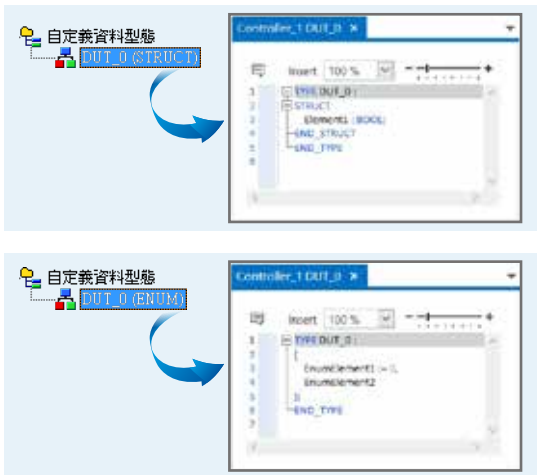 自定義資料型態
DUT_0 (STRUCT)
Controller_1 DUT_0 ×
Insert 100 %
1 TYPE DUT_0 :
2 STRUCT
3 Element1 : BOOL;
4 END_STRUCT
5 END_TYPE
6
自定義資料型態
DUT_0 (ENUM)
Controller_1 DUT_0 ×
Insert 100 %
1 TYPE DUT_0 :
2 (
3 EnumElement1 := 0,
4 EnumElement2
5 );
6 END_TYPE
7